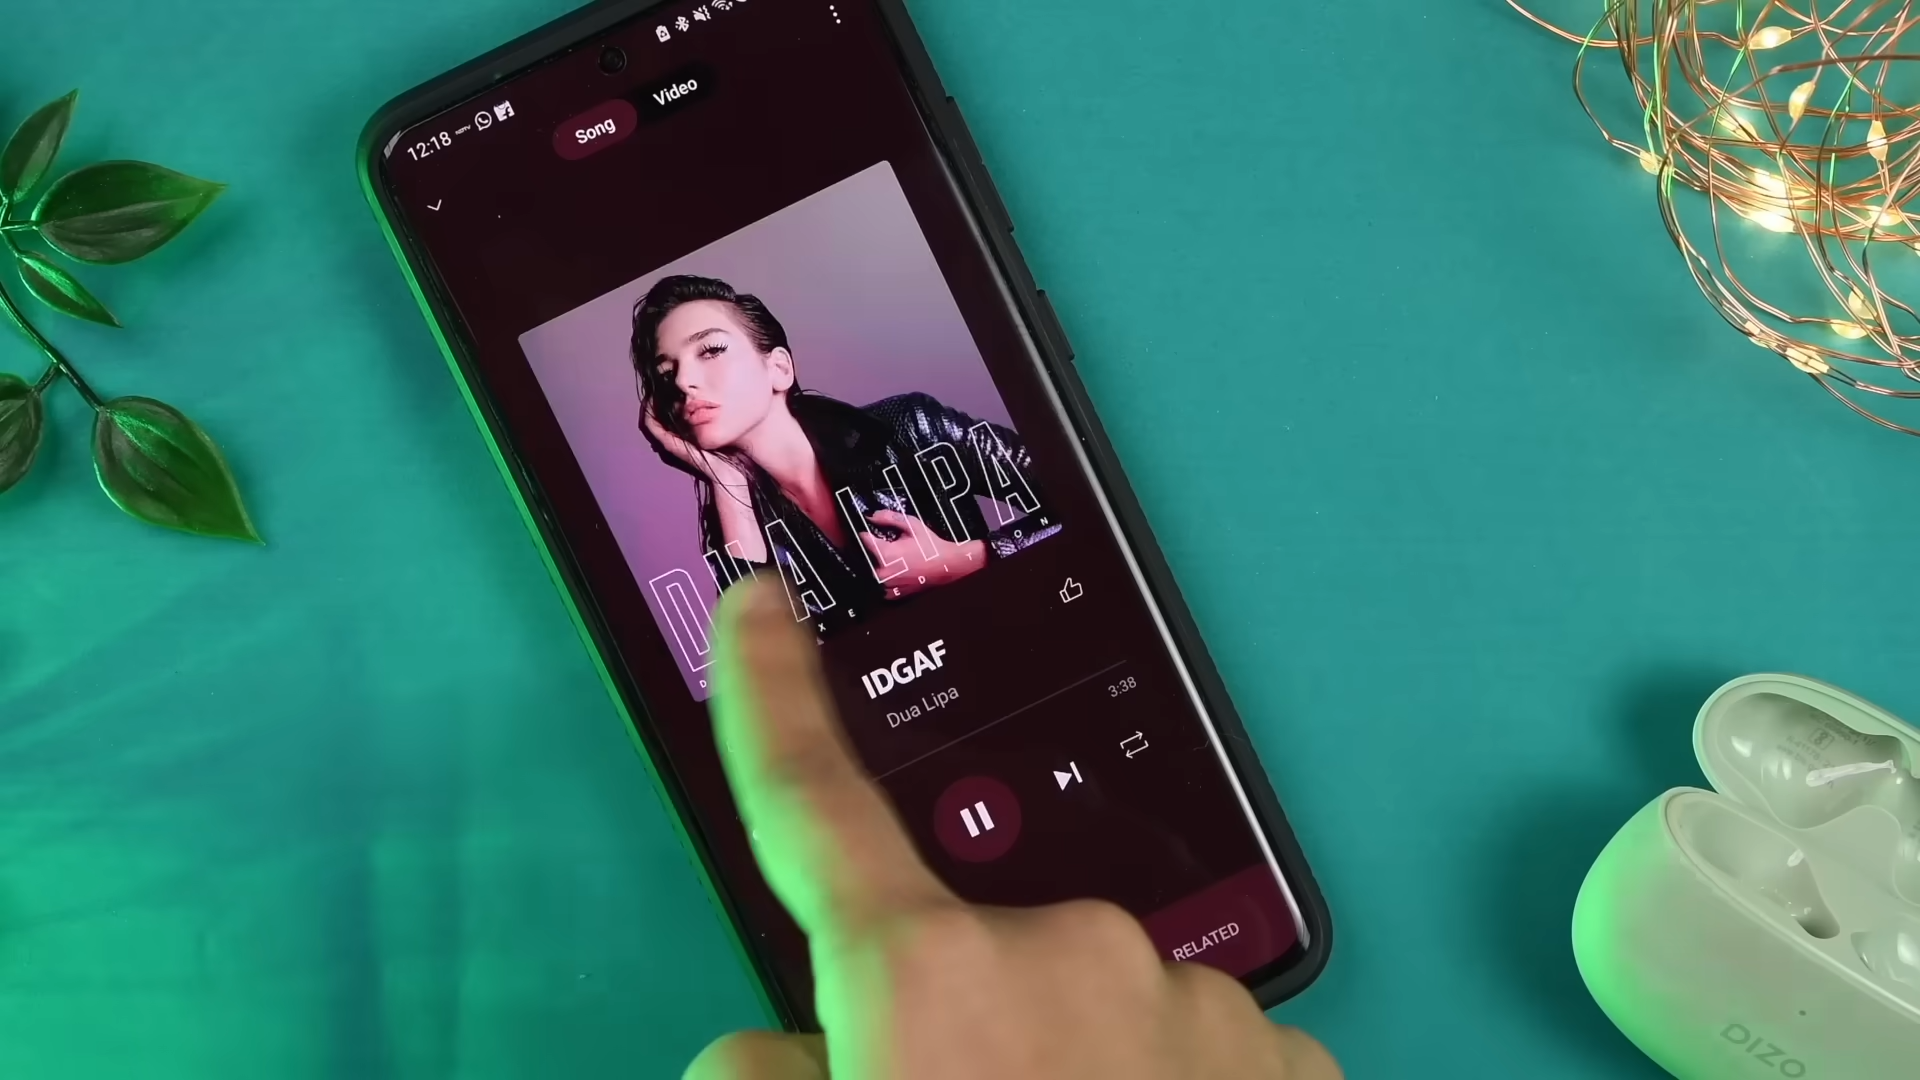 12:18
Song
Video
DUA LIPA
IDGAF
Dua Lipa
3:38
RELATED
DIZO